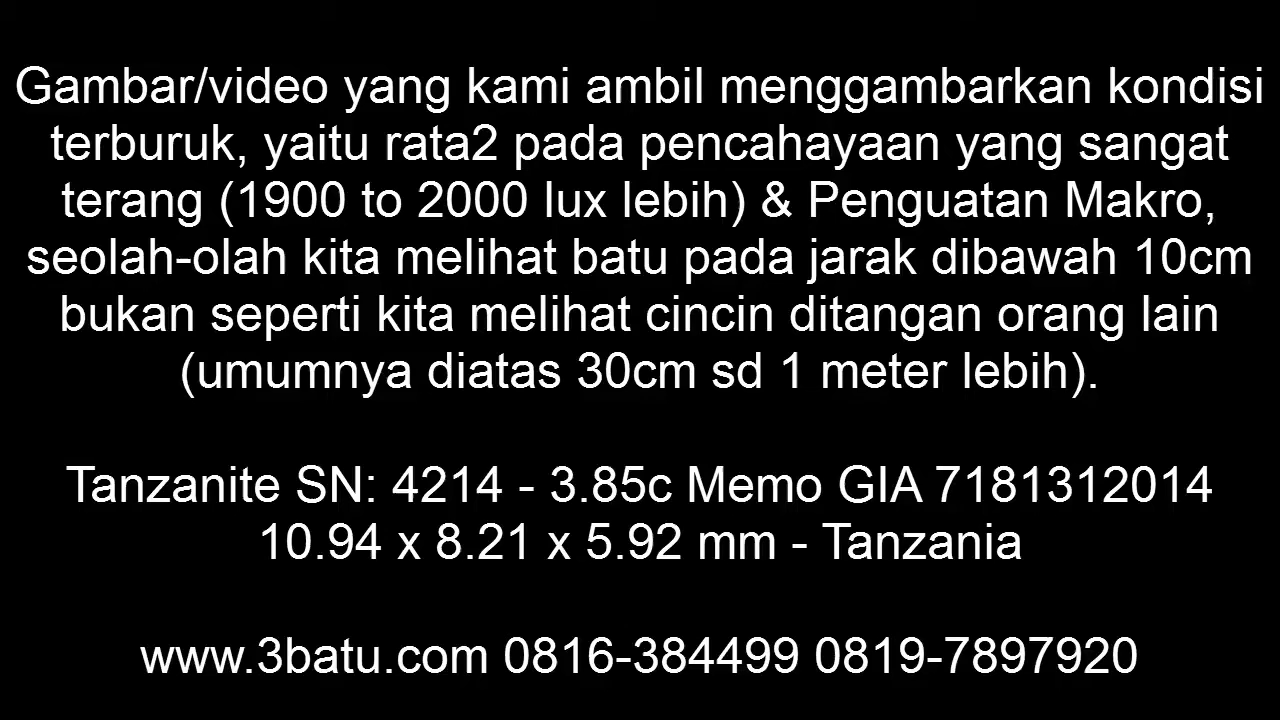 Gambar/video yang kami ambil menggambarkan kondisi
terburuk, yaitu rata2 pada pencahayaan yang sangat
terang (1900 to 2000 lux lebih) & Penguatan Makro,
seolah-olah kita melihat batu pada jarak dibawah 10cm
bukan seperti kita melihat cincin ditangan orang lain
(umumnya diatas 30cm sd 1 meter lebih).
Tanzanite SN: 4214 - 3.85c Memo GIA 7181312014
10.94 x 8.21 x 5.92 mm - Tanzania
www.3batu.com 0816-384499 0819-7897920